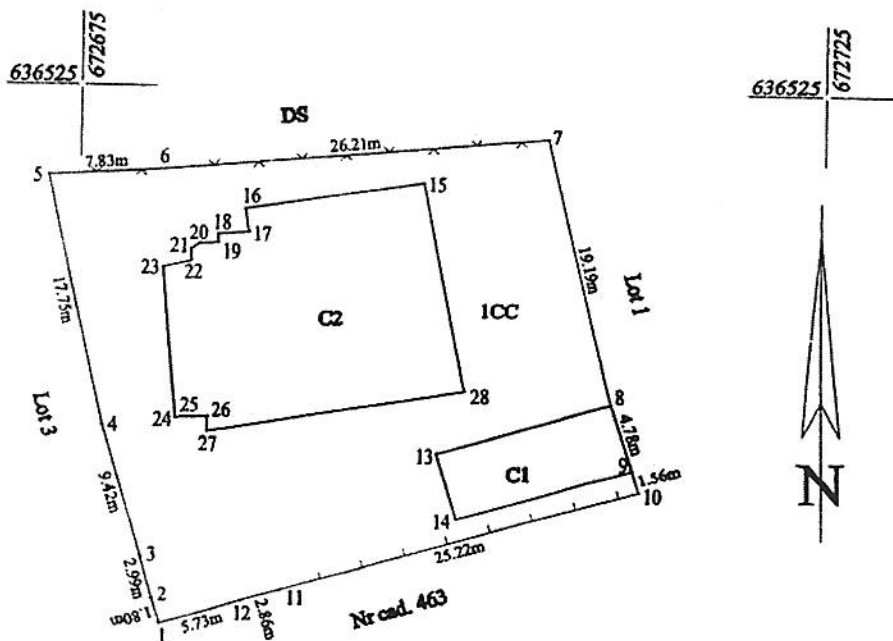 672675
636525
672725
636525
DS
7.83m
6
26.21m
7
5
16
15
18
20
17
21
19
23
22
19.19m
Lot 1
17.75m
C2
1CC
Lot 3
4
24
25
26
27
28
8
4.78m
13
C1
9
1.56m
10
14
9.42m
25.22m
3
2.99m
2
1.80m
1
5.73m
12
2.86m
11
Nr cad. 463
N